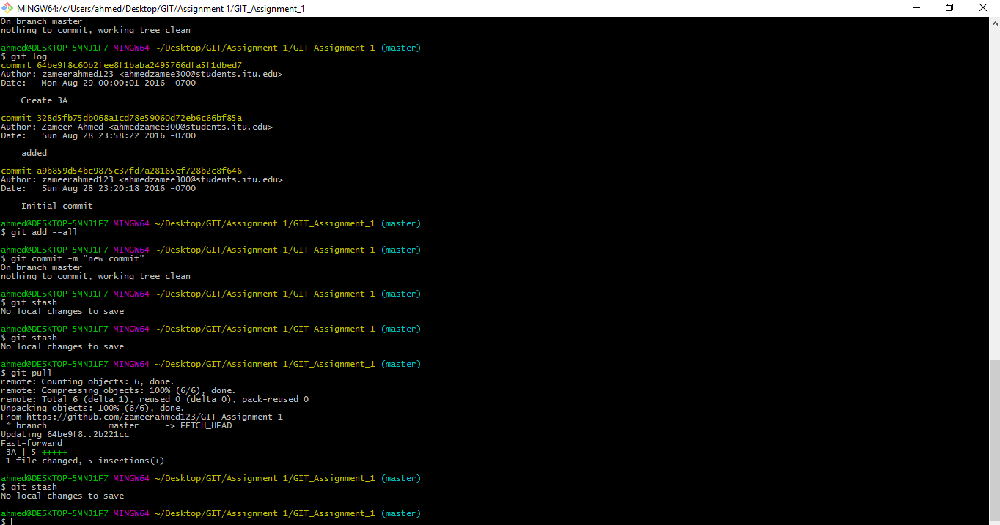 MINGW64:/c/Users/ahmed/Desktop/GIT/Assignment 1/GIT_Assignment_1
On branch master
nothing to commit, working tree clean
ahmed@DESKTOP-5MNJ1F7 MINGW64 ~/Desktop/GIT/Assignment 1/GIT_Assignment_1 (master)
$ git log
commit 64be9f8c60b2fee8f1baba2495766dfa5f1dbed7
Author: zameerahmed123 <ahmedzamee300@students.itu.edu>
Date:   Mon Aug 29 00:00:01 2016 -0700
    Create 3A
commit 328d5fb75db068a1cd78e59060d72eb6c66bf85a
Author: Zameer Ahmed <ahmedzamee300@students.itu.edu>
Date:   Sun Aug 28 23:58:22 2016 -0700
    added
commit a9b859d54bc9875c37fd7a28165ef728b2c8f646
Author: zameerahmed123 <ahmedzamee300@students.itu.edu>
Date:   Sun Aug 28 23:20:18 2016 -0700
    Initial commit
ahmed@DESKTOP-5MNJ1F7 MINGW64 ~/Desktop/GIT/Assignment 1/GIT_Assignment_1 (master)
$ git add --all
ahmed@DESKTOP-5MNJ1F7 MINGW64 ~/Desktop/GIT/Assignment 1/GIT_Assignment_1 (master)
$ git commit -m "new commit"
On branch master
nothing to commit, working tree clean
ahmed@DESKTOP-5MNJ1F7 MINGW64 ~/Desktop/GIT/Assignment 1/GIT_Assignment_1 (master)
$ git stash
No local changes to save
ahmed@DESKTOP-5MNJ1F7 MINGW64 ~/Desktop/GIT/Assignment 1/GIT_Assignment_1 (master)
$ git stash
No local changes to save
ahmed@DESKTOP-5MNJ1F7 MINGW64 ~/Desktop/GIT/Assignment 1/GIT_Assignment_1 (master)
$ git pull
remote: Counting objects: 6, done.
remote: Compressing objects: 100% (6/6), done.
remote: Total 6 (delta 1), reused 0 (delta 0), pack-reused 0
Unpacking objects: 100% (6/6), done.
From https://github.com/zameerahmed123/GIT_Assignment_1
 * branch            master     -> FETCH_HEAD
Updating 64be9f8..2b221cc
Fast-forward
 3A | 5 +++++
 1 file changed, 5 insertions(+)
ahmed@DESKTOP-5MNJ1F7 MINGW64 ~/Desktop/GIT/Assignment 1/GIT_Assignment_1 (master)
$ git stash
No local changes to save
ahmed@DESKTOP-5MNJ1F7 MINGW64 ~/Desktop/GIT/Assignment 1/GIT_Assignment_1 (master)
$